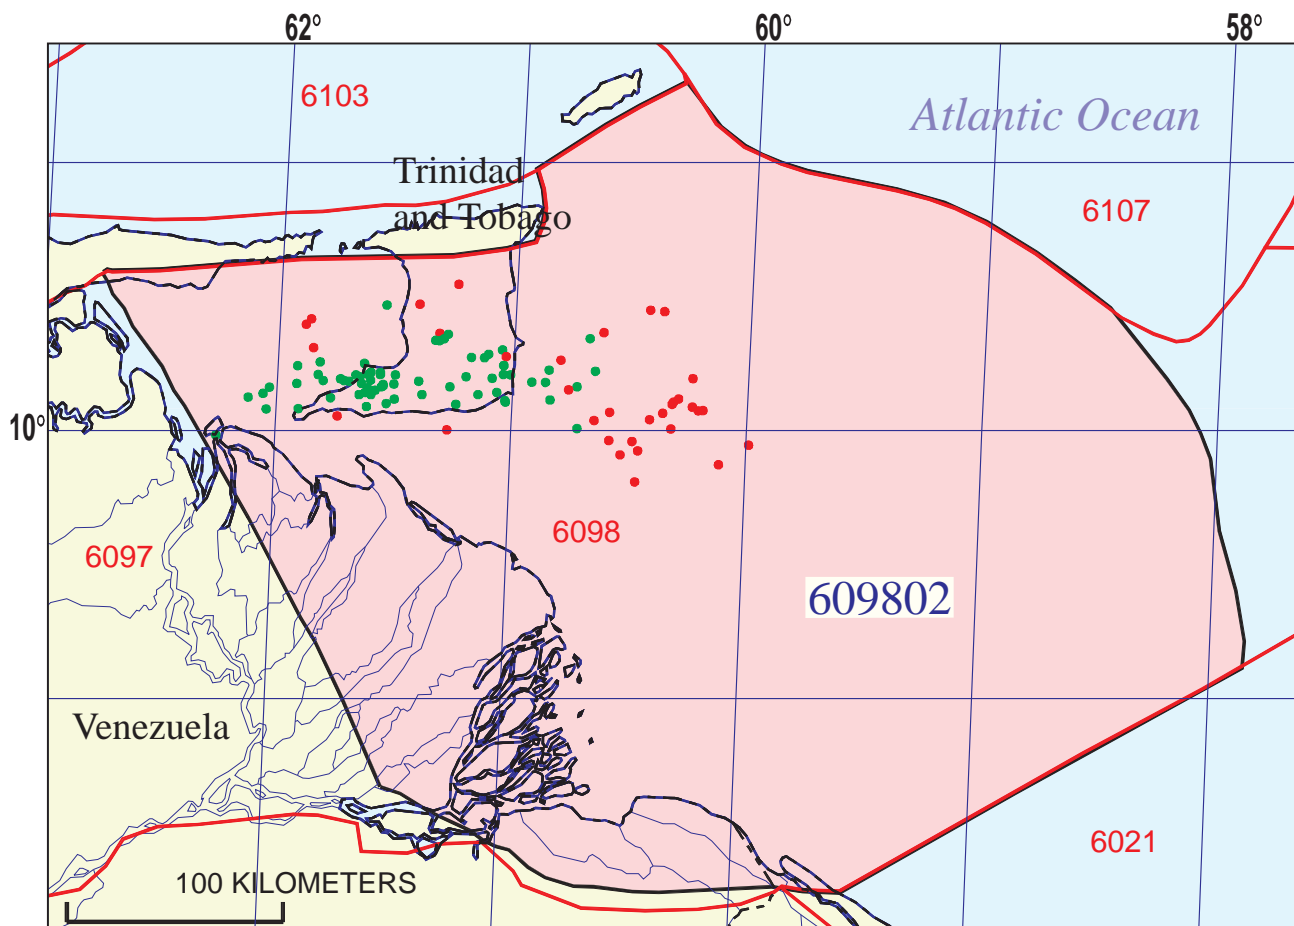 62° 60° 58°
6103
Atlantic Ocean
Trinidad
and Tobago
6107
10°
6098
6097
609802
Venezuela
6021
100 KILOMETERS